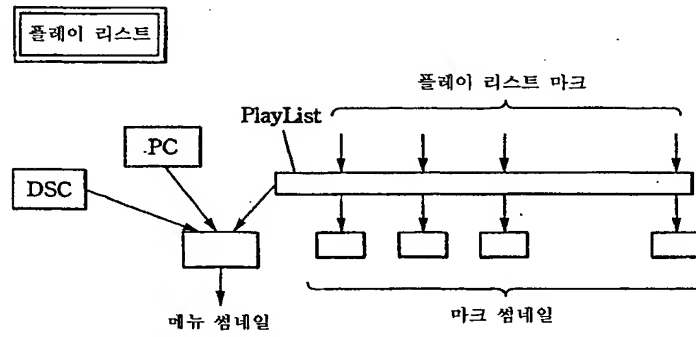 플레이 리스트
플레이 리스트 마크
PlayList
PC
DSC
메뉴 썸네일
마크 썸네일